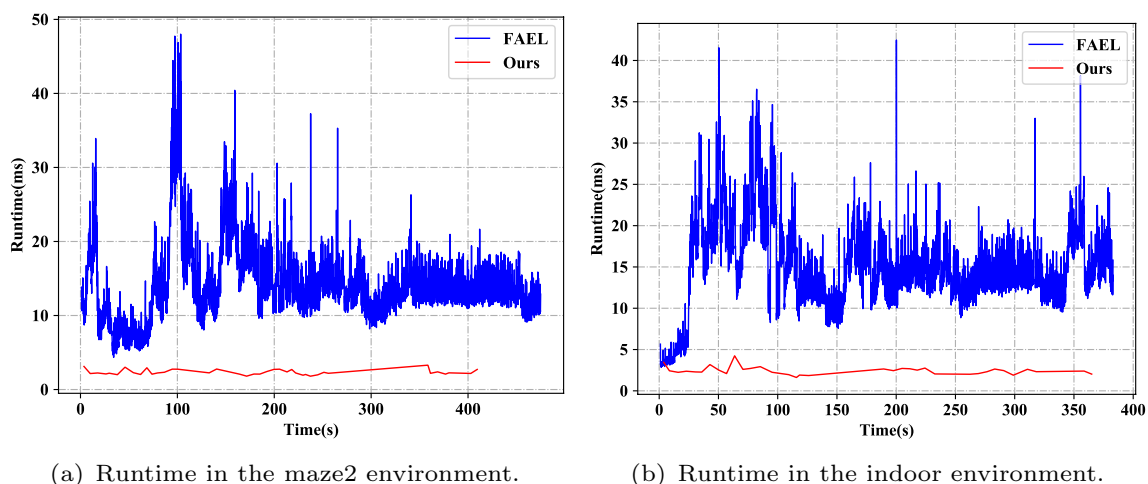 50
40
30
20
10
0
Runtime(ms)
FAEL
Ours
0 100 200 300 400
Time(s)
(a) Runtime in the maze2 environment.
40
35
30
25
20
15
10
5
0
Runtime(ms)
FAEL
Ours
0 50 100 150 200 250 300 350 400
Time(s)
(b) Runtime in the indoor environment.